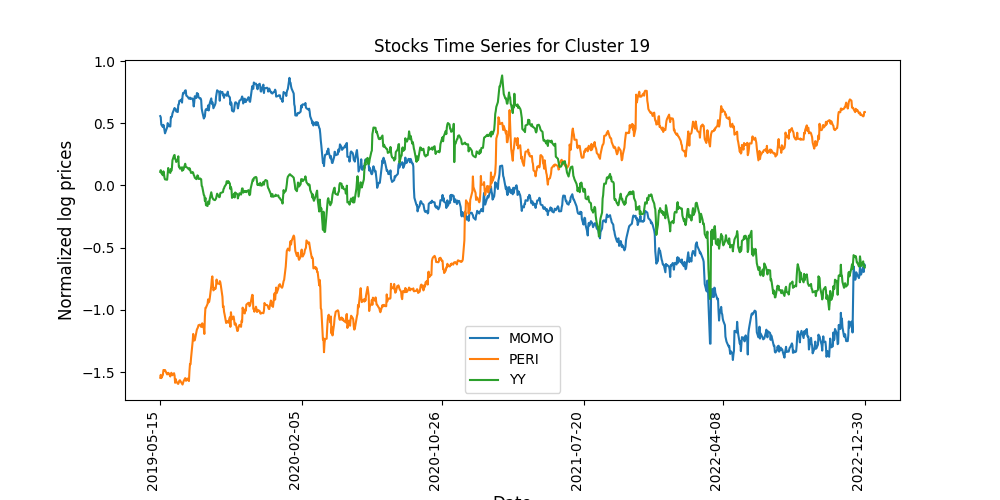 Stocks Time Series for Cluster 19
Normalized log prices
1.0
0.5
0.0
−0.5
−1.0
−1.5
MOMO
PERI
YY
2019-05-15
2020-02-05
2020-10-26
2021-07-20
2022-04-08
2022-12-30
Date